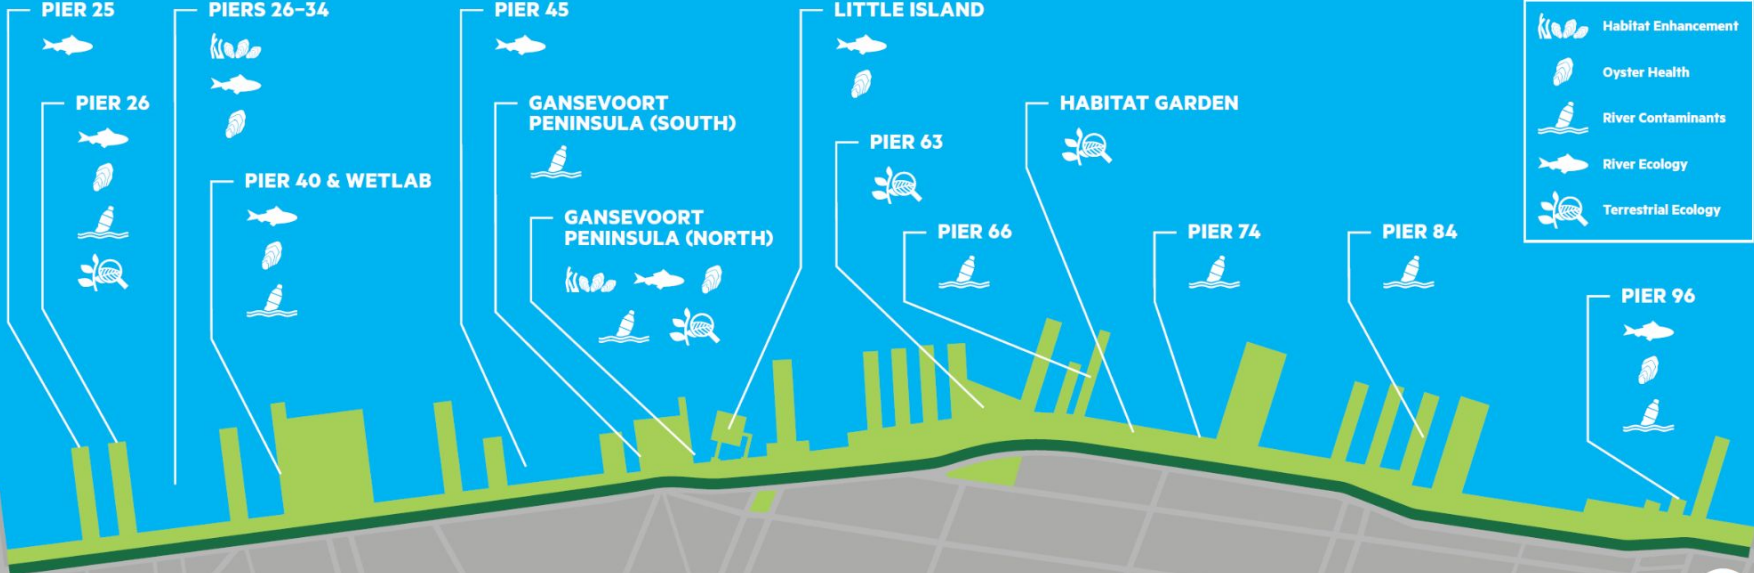 PIER 25
PIERS 26–34
PIER 45
LITTLE ISLAND
PIER 26
GANSEVOORT
PENINSULA (SOUTH)
HABITAT GARDEN
PIER 63
PIER 40 & WETLAB
GANSEVOORT
PENINSULA (NORTH)
PIER 66
PIER 74
PIER 84
PIER 96
Habitat Enhancement
Oyster Health
River Contaminants
River Ecology
Terrestrial Ecology